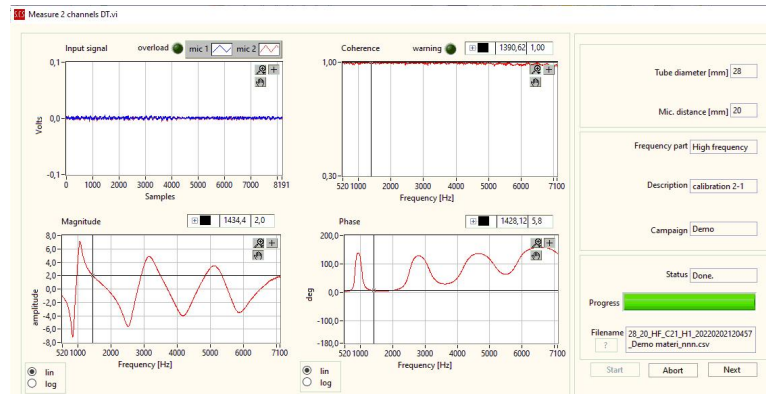 SCS Measure 2 channels DT.vi
Input signal overload mic 1 mic 2
0,1
0,0
-0,1
Volts
0 1000 2000 3000 4000 5000 6000 7000 8191
Samples
Coherence warning 1390,62 1,00
1,00
0,30
520 1000 2000 3000 4000 5000 6000 7100
Frequency [Hz]
Magnitude 1434,4 2,0
8,0
6,0
4,0
2,0
0,0
-2,0
-4,0
-6,0
-8,0
amplitude
520 1000 2000 3000 4000 5000 6000 7100
Frequency [Hz]
lin
log
Phase 1428,12 5,8
200,0
100,0
0,0
-100,0
-180,0
deg
520 1000 2000 3000 4000 5000 6000 7100
Frequency [Hz]
lin
log
Tube diameter [mm] 28
Mic. distance [mm] 20
Frequency part High frequency
Description calibration 2-1
Campaign Demo
Status Done.
Progress
Filename 28_20_HF_C21_H1_20220202120457
? _Demo materi_nnn.csv
Start Abort Next